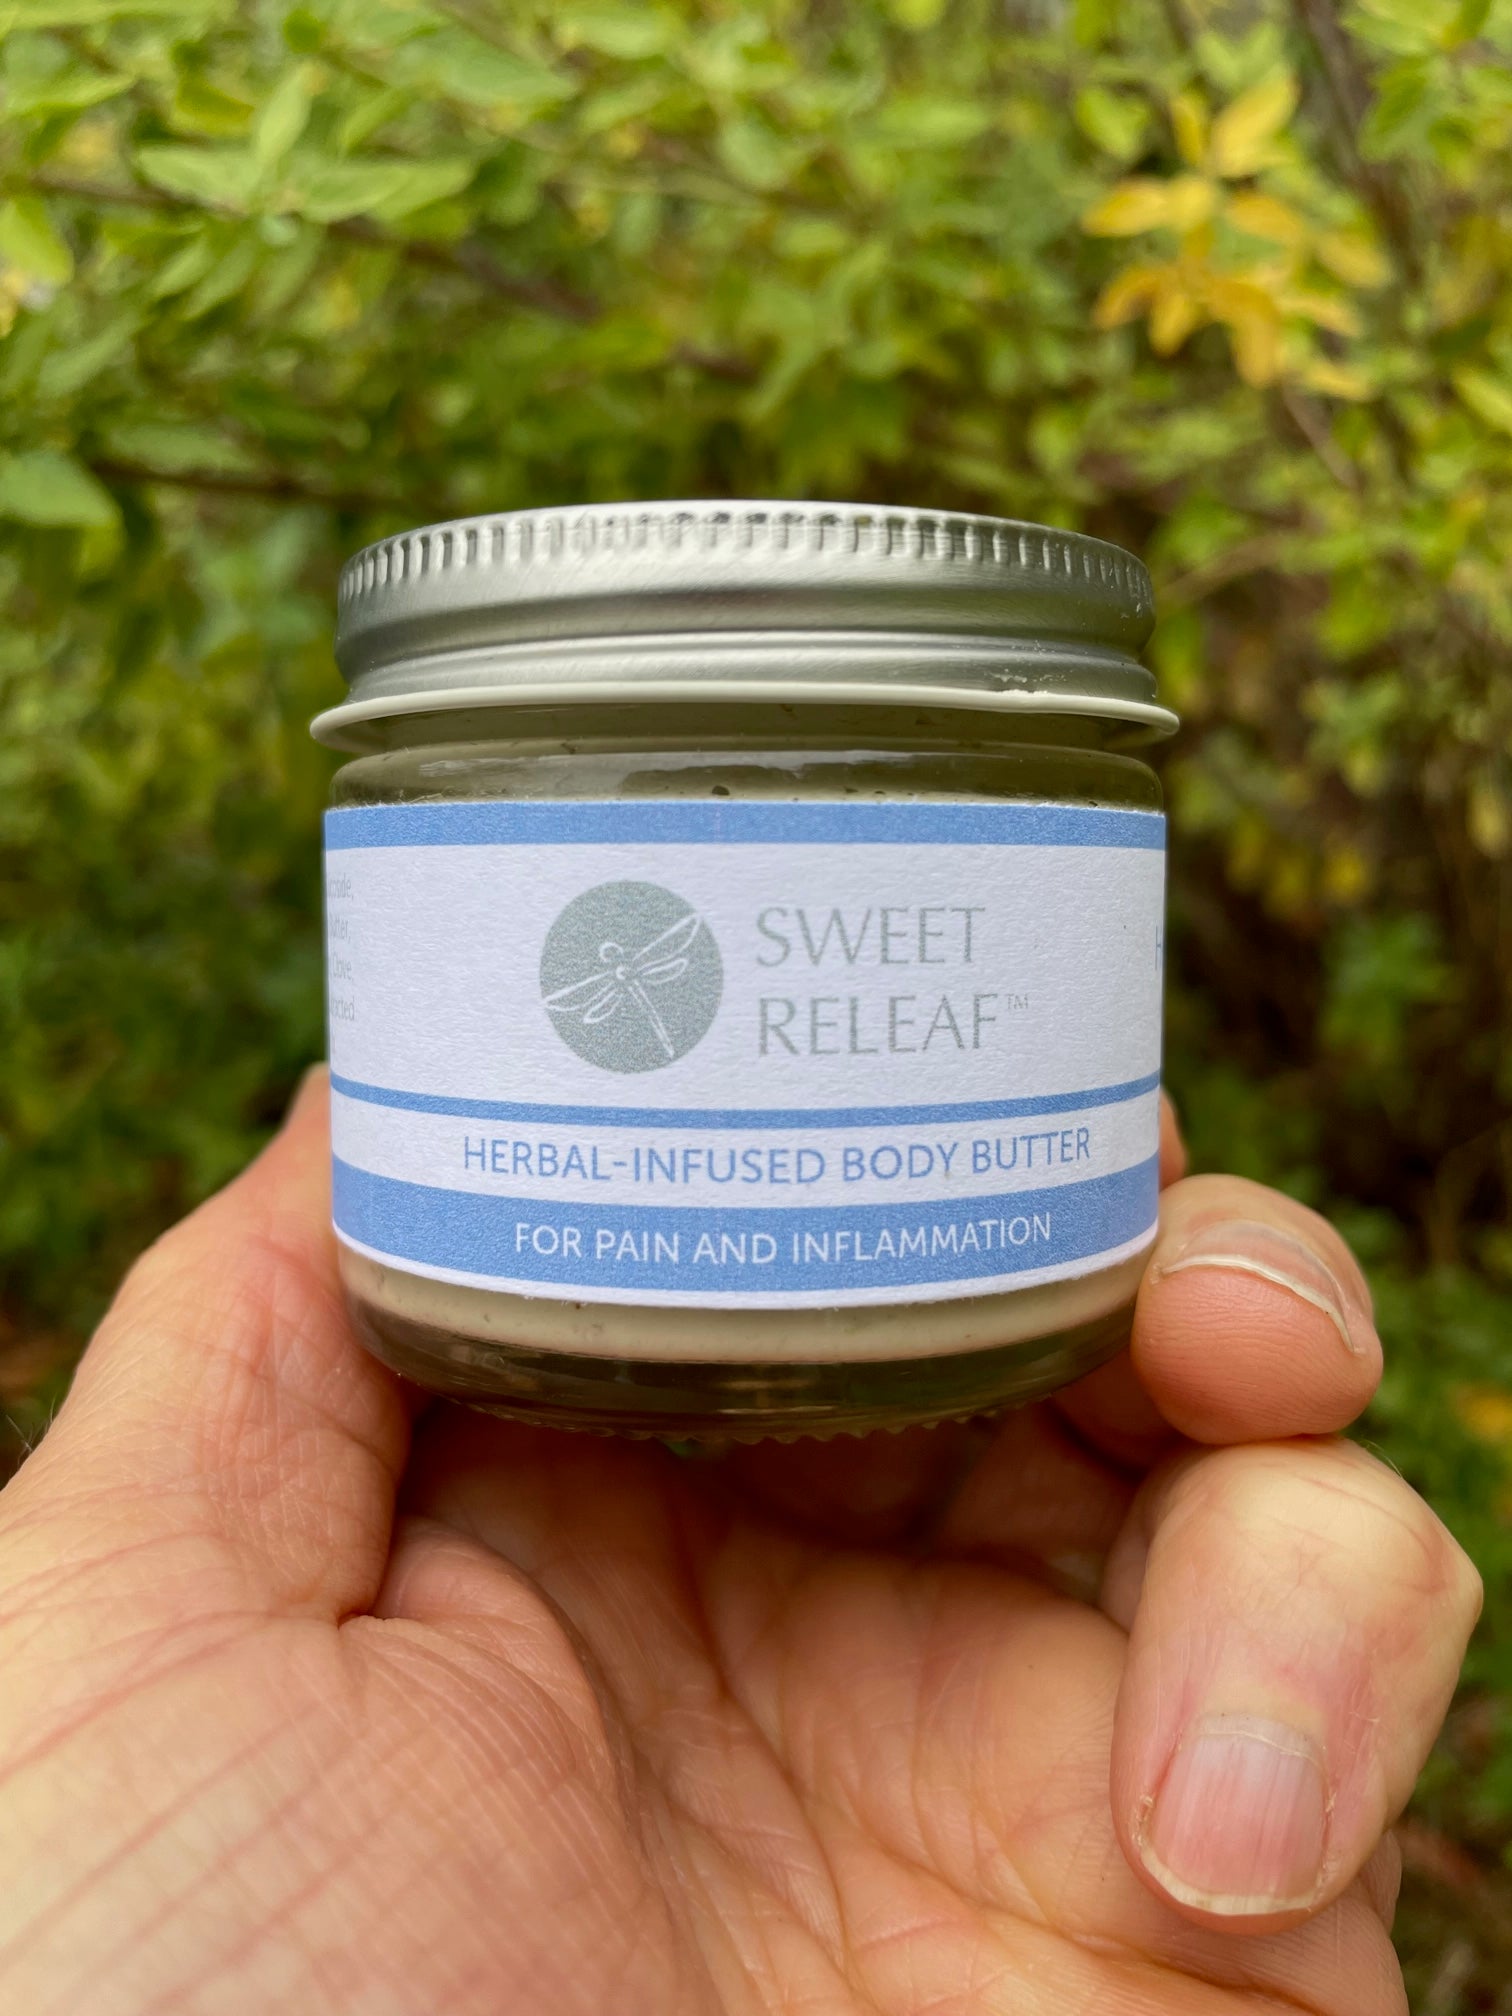 SWEET
RELEAF™
HERBAL-INFUSED BODY BUTTER
FOR PAIN AND INFLAMMATION